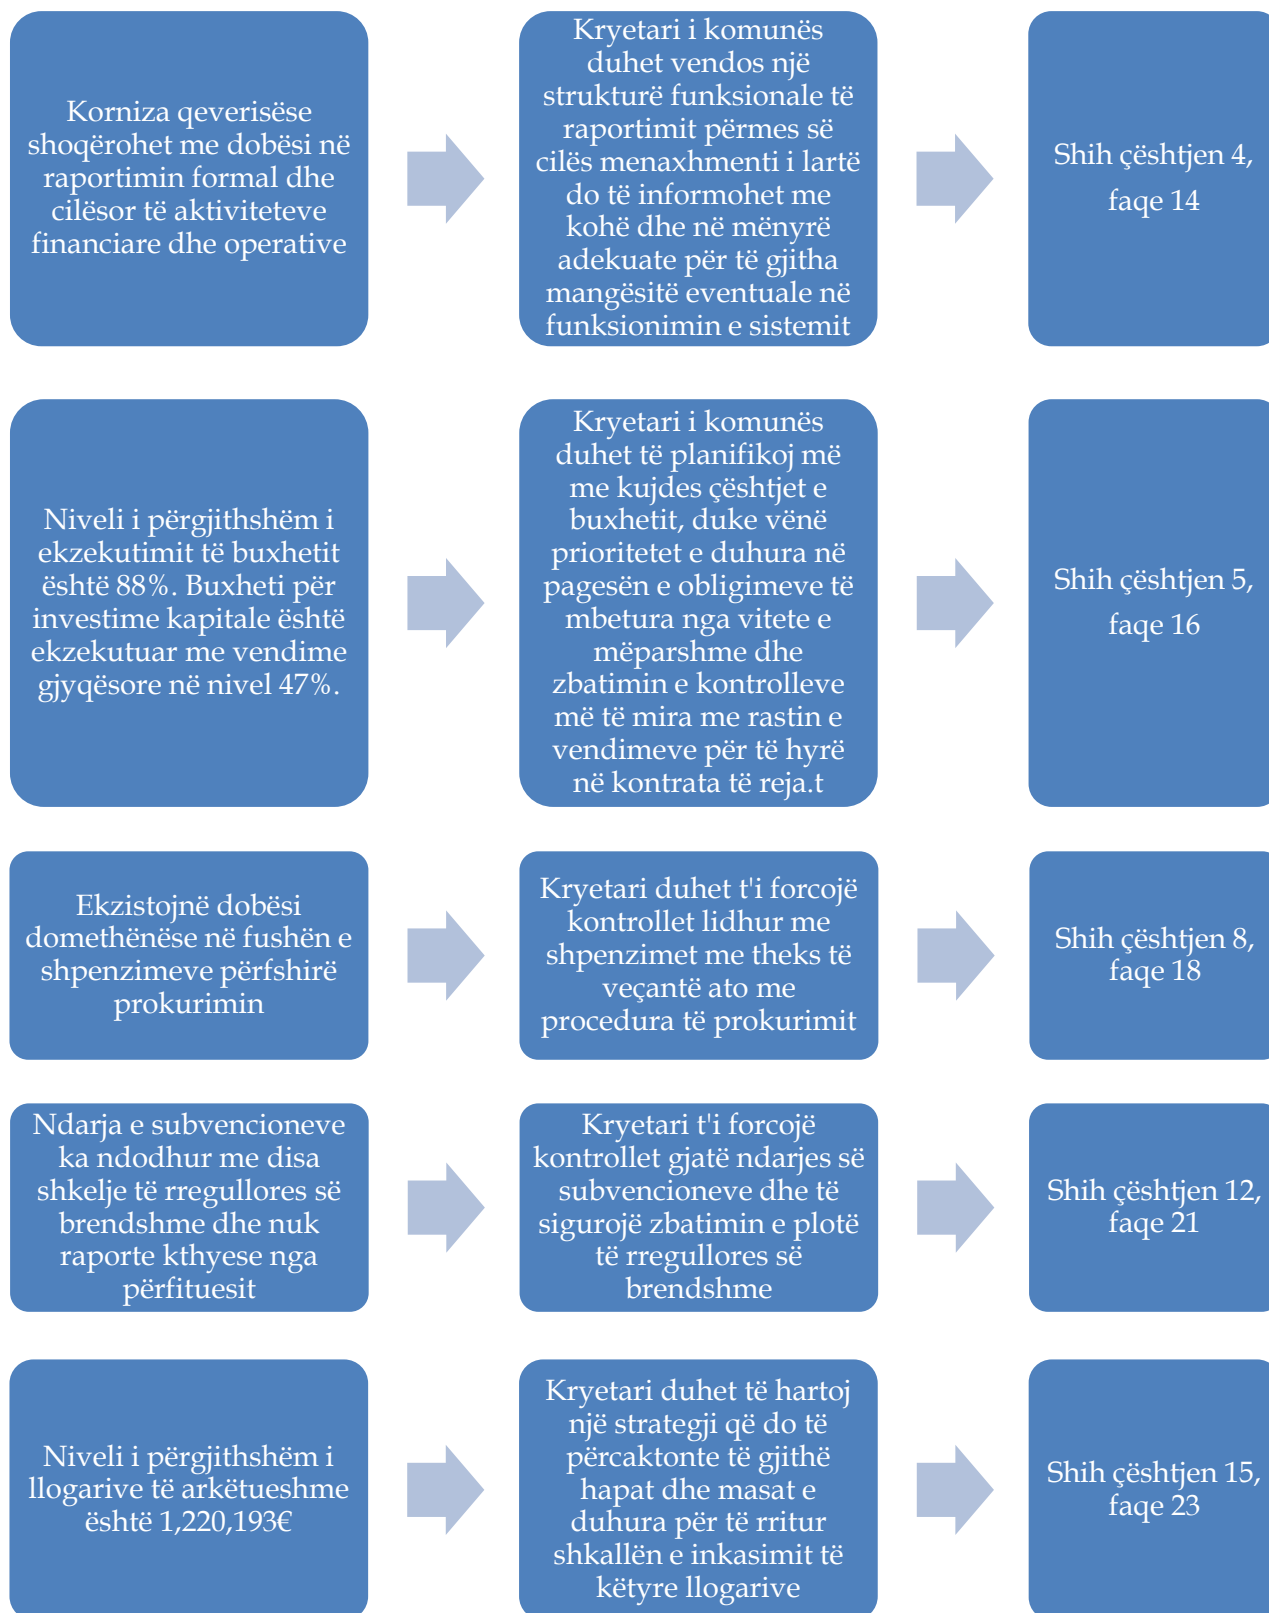 Korniza qeverisëse
shoqërohet me dobësi në
raportimin formal dhe
cilësor të aktiviteteve
financiare dhe operative
Kryetari i komunës
duhet vendos një
strukturë funksionale të
raportimit përmes së
cilës menaxhmenti i lartë
do të informohet me
kohë dhe në mënyrë
adekuate për të gjitha
mangësitë eventuale në
funksionimin e sistemit
Shih çështjen 4,
faqe 14
Niveli i përgjithshëm i
ekzekutimit të buxhetit
është 88%. Buxheti për
investime kapitale është
ekzekutuar me vendime
gjyqësore në nivel 47%.
Kryetari i komunës
duhet të planifikoj më
me kujdes çështjet e
buxhetit, duke vënë
prioritetet e duhura në
pagesën e obligimeve të
mbetura nga vitete e
mëparshme dhe
zbatimin e kontrolleve
më të mira me rastin e
vendimeve për të hyrë
në kontrata të reja.t
Shih çështjen 5,
faqe 16
Ekzistojnë dobësi
domethënëse në fushën e
shpenzimeve përfshirë
prokurimin
Kryetari duhet t'i forcojë
kontrollet lidhur me
shpenzimet me theks të
veçantë ato me
procedura të prokurimit
Shih çështjen 8,
faqe 18
Ndarja e subvencioneve
ka ndodhur me disa
shkelje të rregullores së
brendshme dhe nuk
raporte kthyese nga
përfituesit
Kryetari t'i forcojë
kontrollet gjatë ndarjes së
subvencioneve dhe të
sigurojë zbatimin e plotë
të rregullores së
brendshme
Shih çështjen 12,
faqe 21
Niveli i përgjithshëm i
llogarive të arkëtueshme
është 1,220,193€
Kryetari duhet të hartoj
një strategji që do të
përcaktonte të gjithë
hapat dhe masat e
duhura për të rritur
shkallën e inkasimit të
këtyre llogarive
Shih çështjen 15,
faqe 23